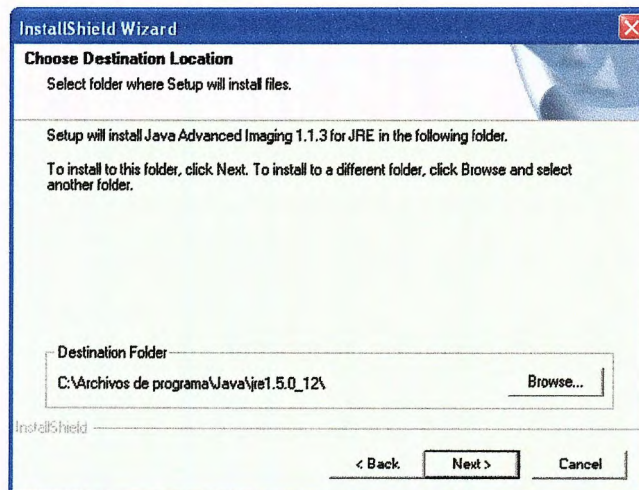 InstallShield Wizard
Choose Destination Location
Select folder where Setup will install files.
Setup will install Java Advanced Imaging 1.1.3 for JRE in the following folder.
To install to this folder, click Next. To install to a different folder, click Browse and select
another folder.
Destination Folder
C:\Archivos de programa\Java\jre1.5.0_12\
Browse...
InstallShield
< Back
Next >
Cancel